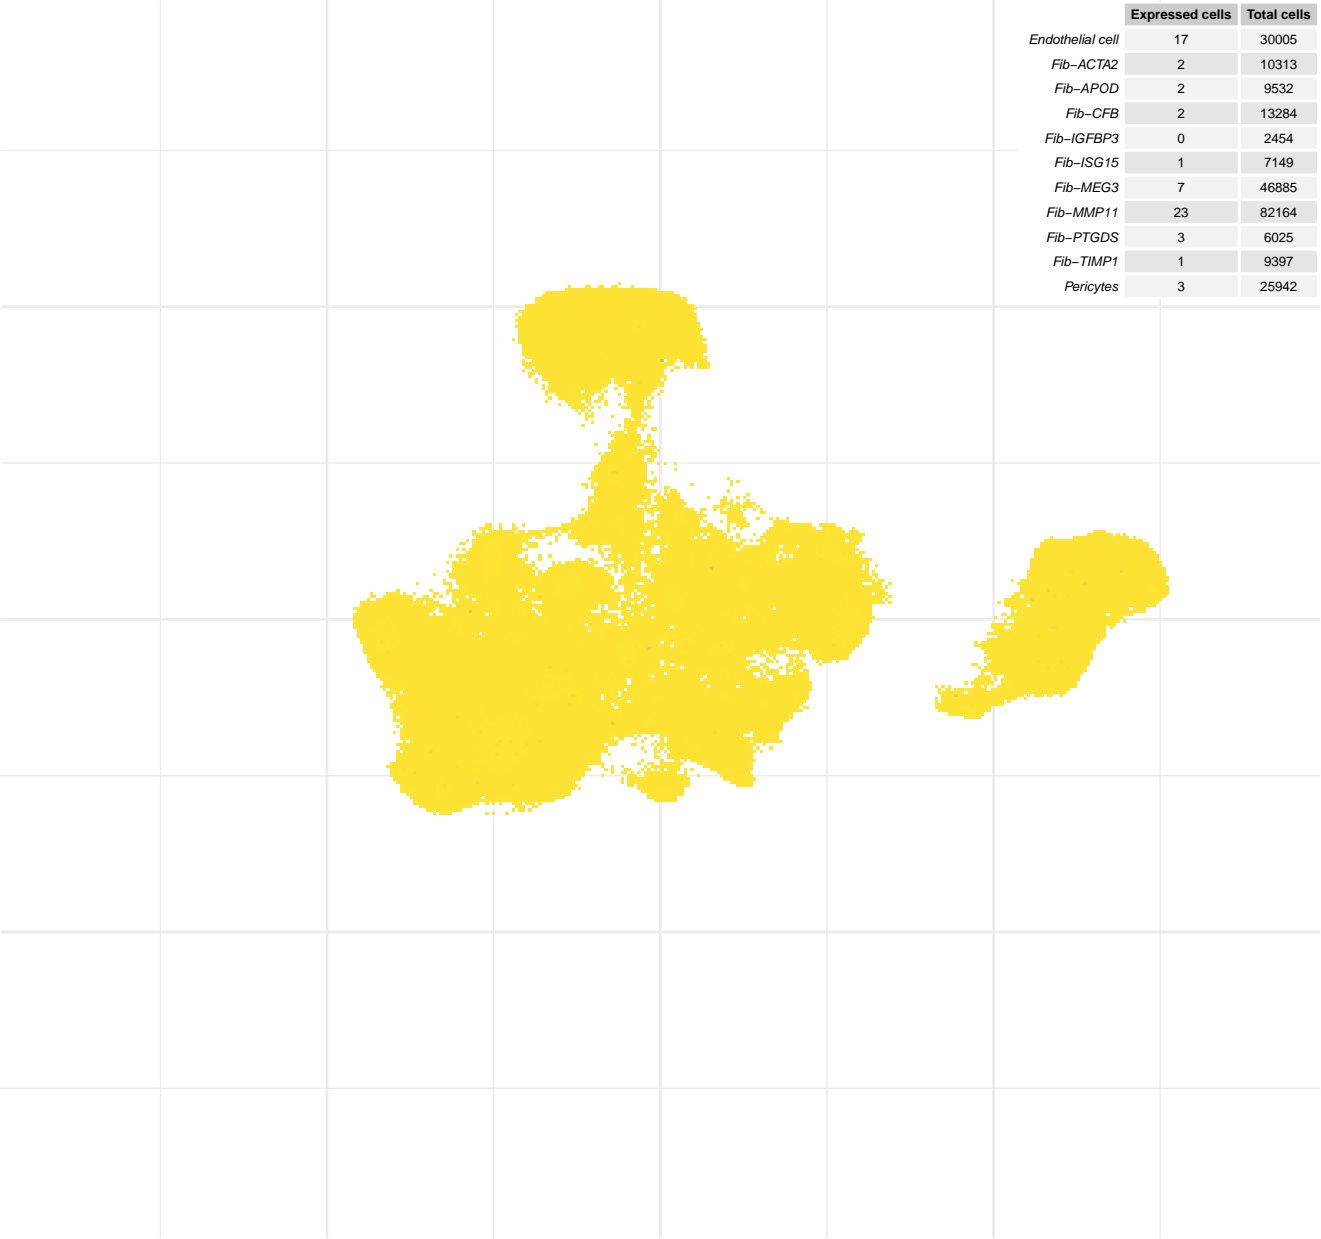 Expressed cells Total cells
Endothelial cell 17 30005
Fib−ACTA2 2 10313
Fib−APOD 2 9532
Fib−CFB 2 13284
Fib−IGFBP3 0 2454
Fib−ISG15 1 7149
Fib−MEG3 7 46885
Fib−MMP11 23 82164
Fib−PTGDS 3 6025
Fib−TIMP1 1 9397
Pericytes 3 25942